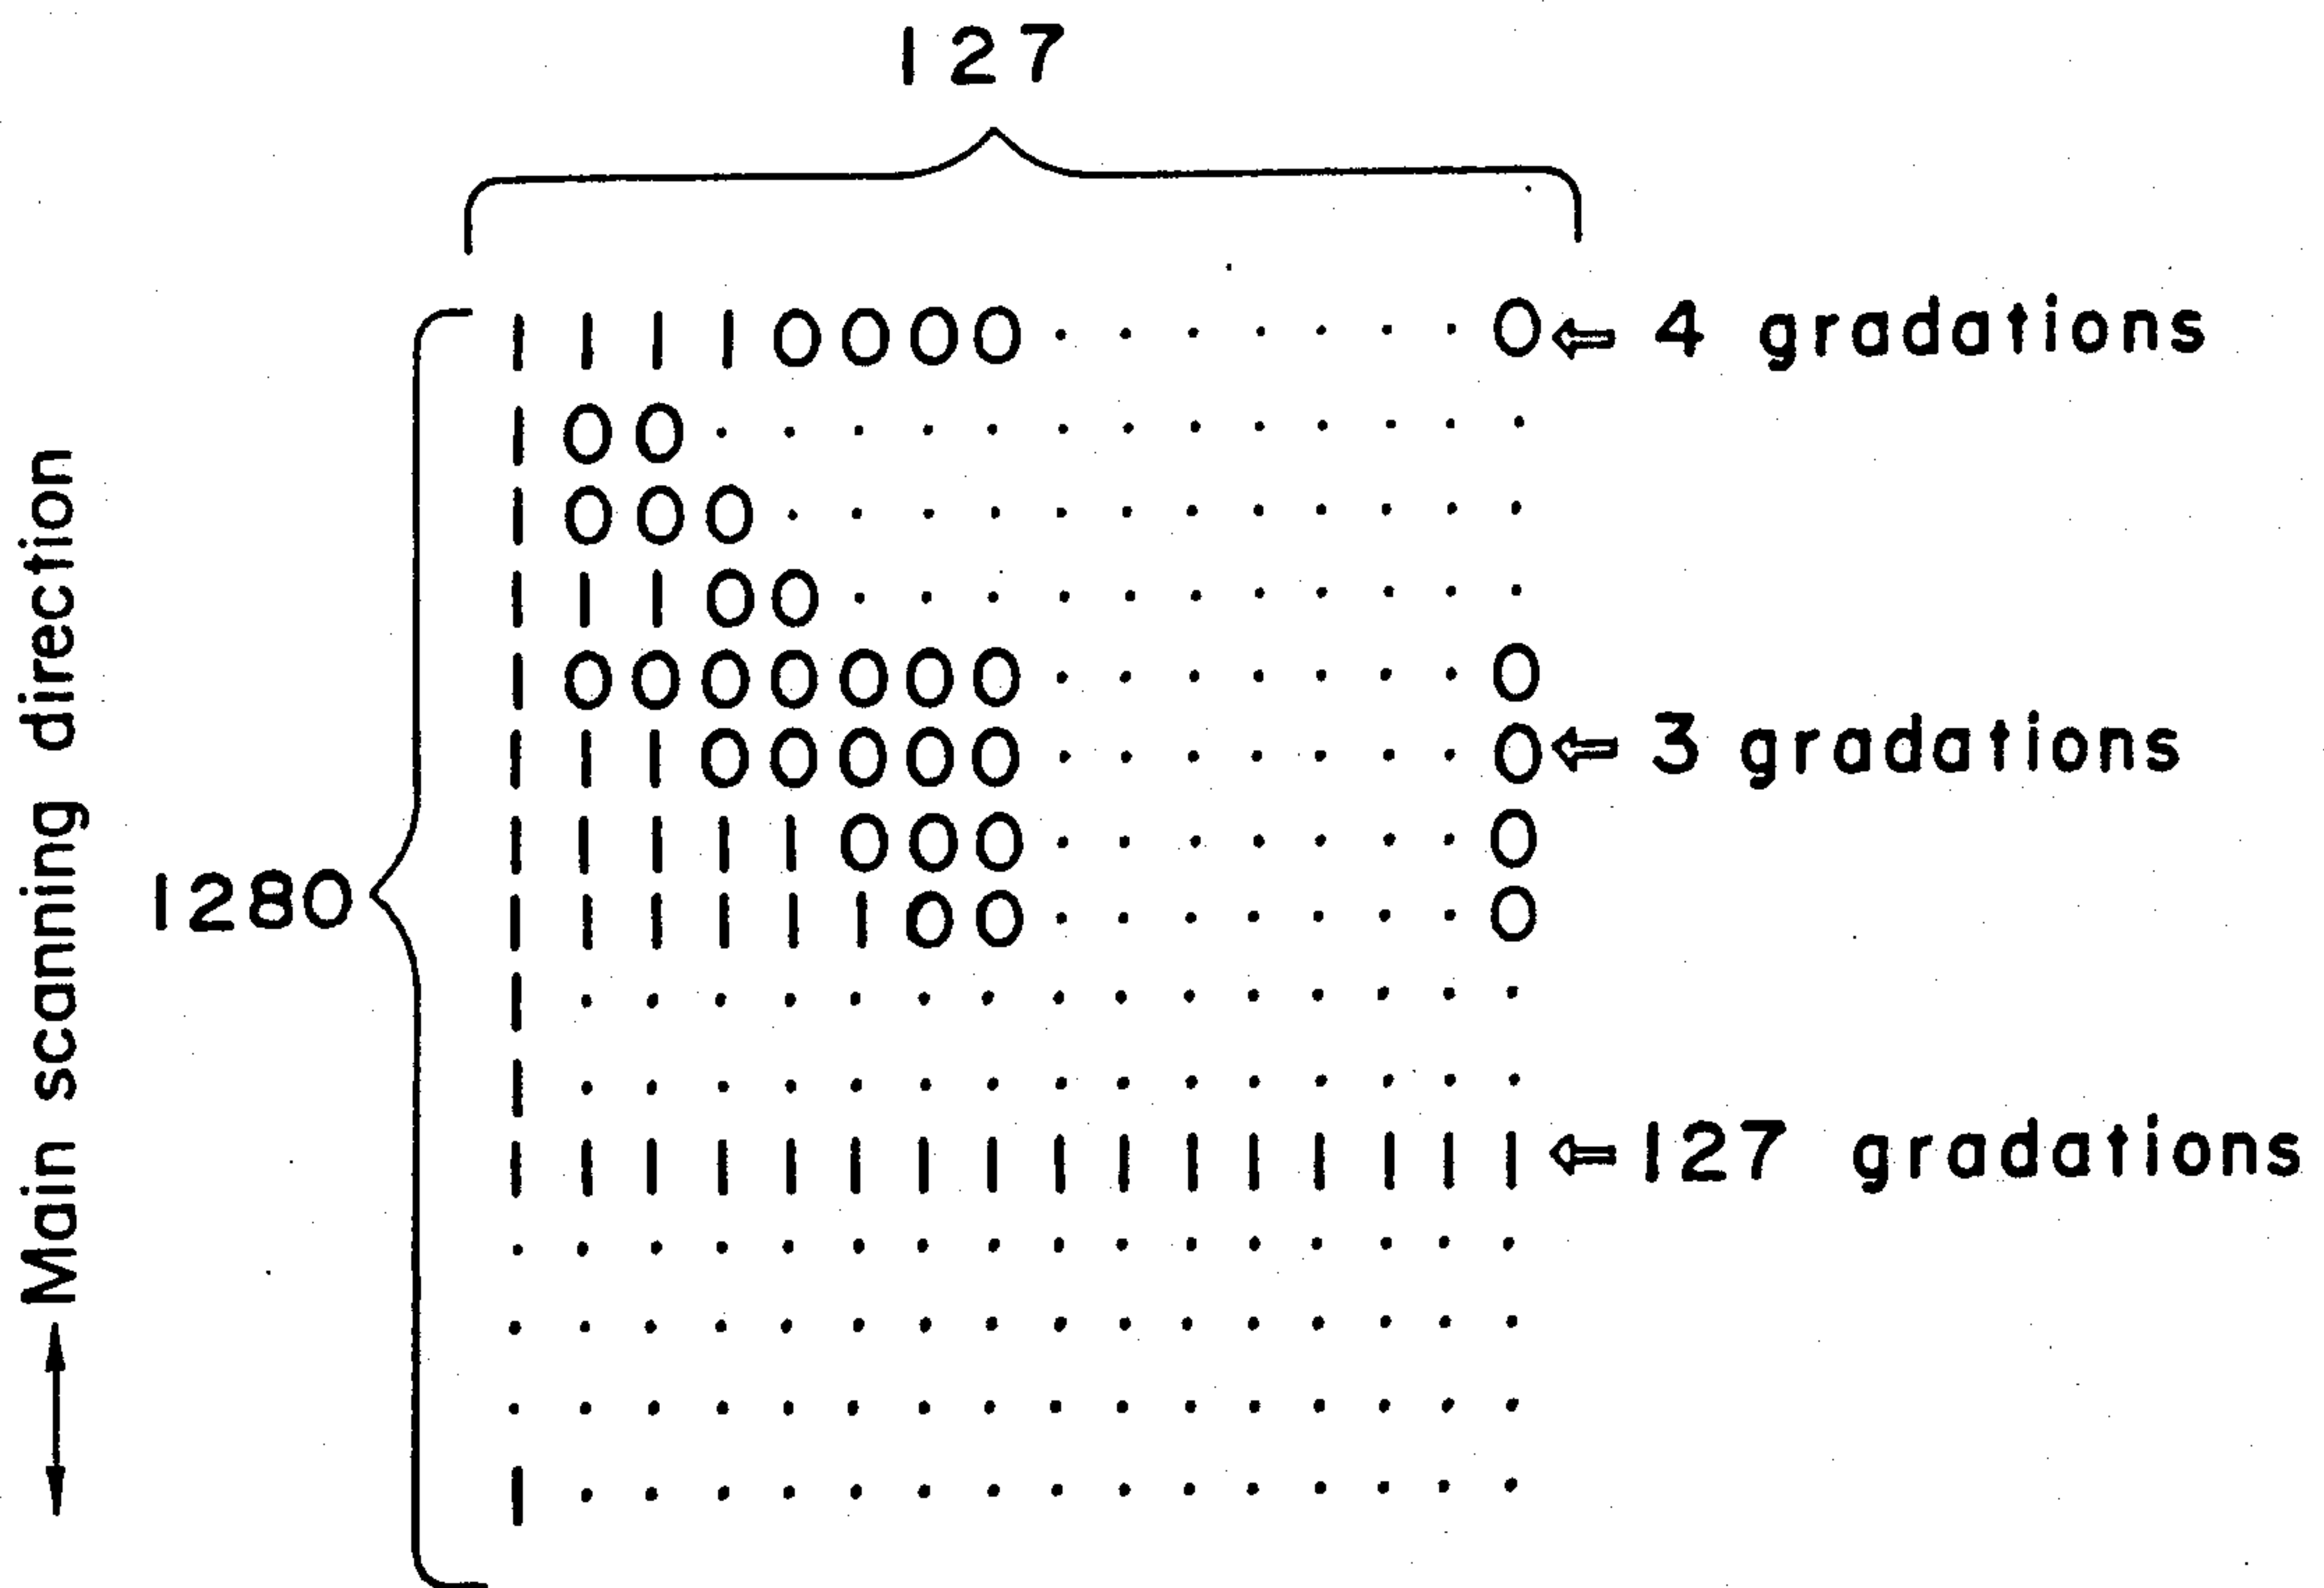 127
1 1 1 1 0 0 0 0 . . . . . . . 0 ⇐ 4 gradations
1 0 0 . . . . . . . . . . . . .
1 0 0 0 . . . . . . . . . . . .
1 1 1 0 0 . . . . . . . . . . .
1 0 0 0 0 0 0 0 . . . . . . . 0
1 1 1 0 0 0 0 0 . . . . . . . 0 ⇐ 3 gradations
1 1 1 1 1 0 0 0 . . . . . . . 0
1280
1 1 1 1 1 1 0 0 . . . . . . . 0
1 . . . . . . . . . . . . . . .
1 . . . . . . . . . . . . . . .
1 1 1 1 1 1 1 1 1 1 1 1 1 1 1 1 ⇐ 127 gradations
. . . . . . . . . . . . . . . .
. . . . . . . . . . . . . . . .
. . . . . . . . . . . . . . . .
1 . . . . . . . . . . . . . . .
Main scanning direction